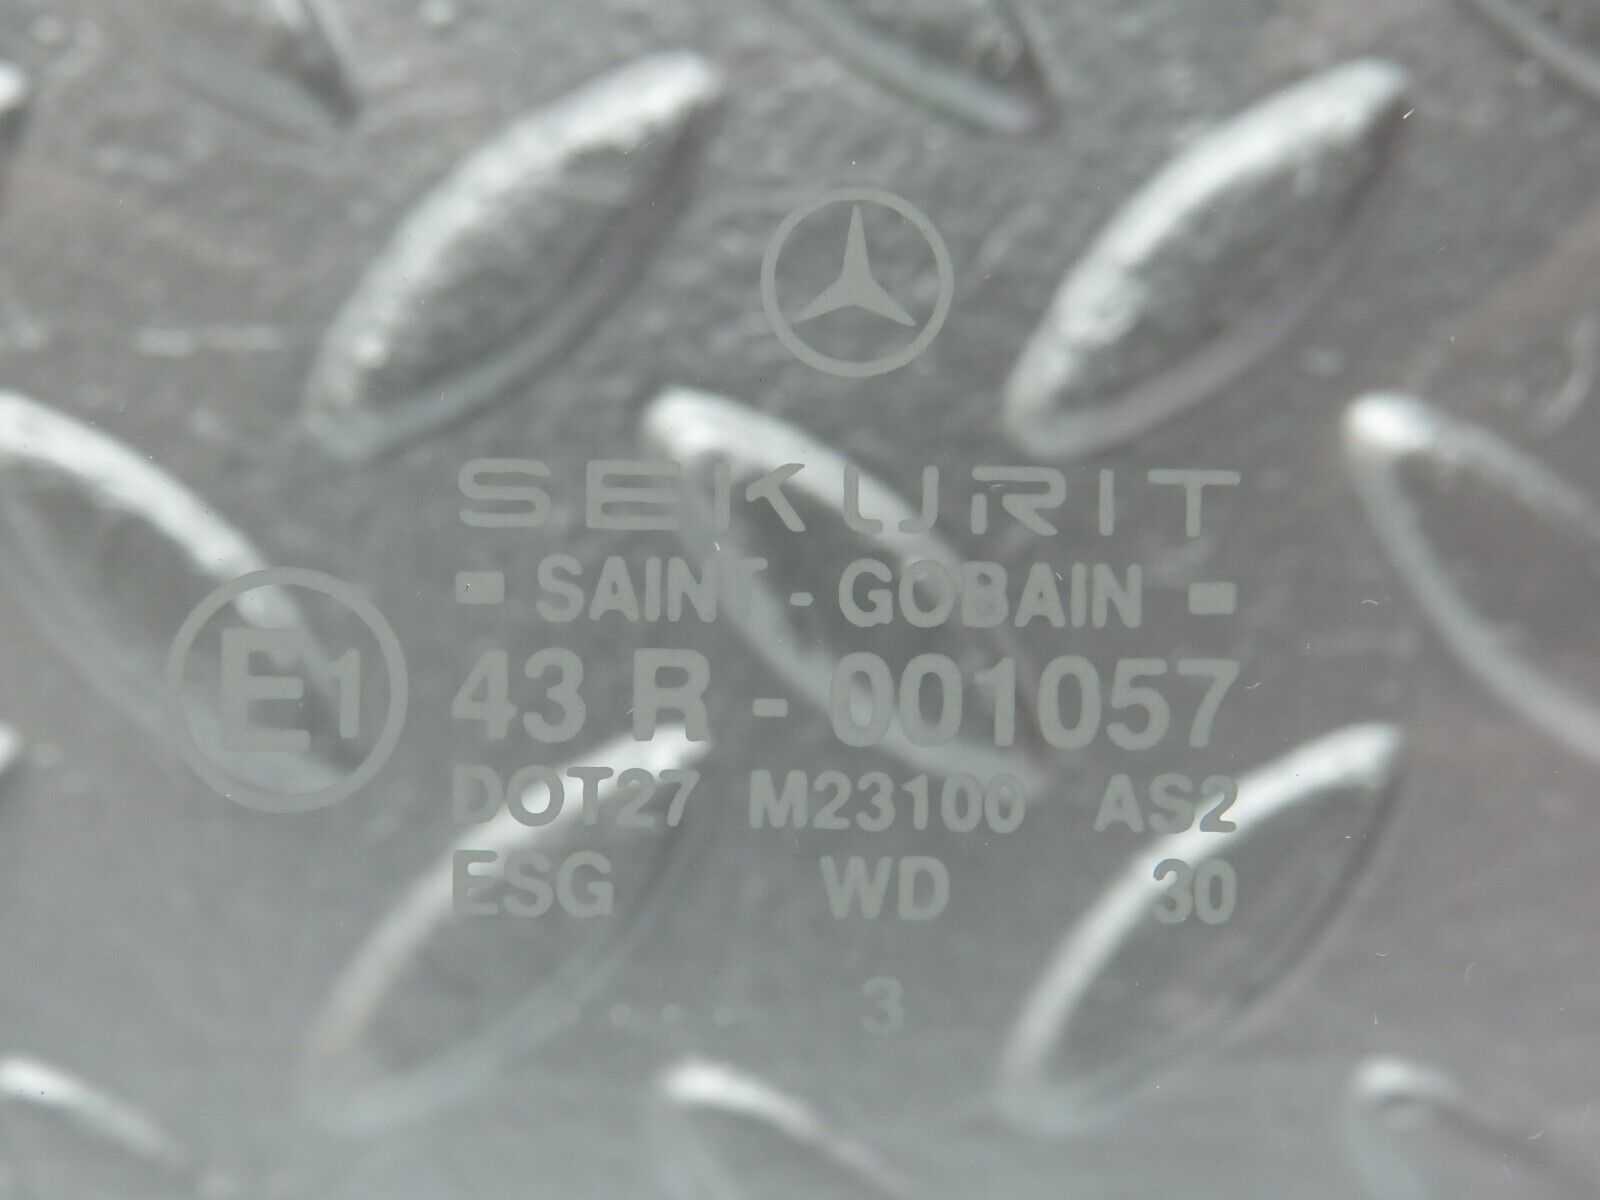 SEKURIT
SAINT - GOBAIN
E1 43 R - 001057
DOT27 M23100 AS2
ESG WD 30
.... 3